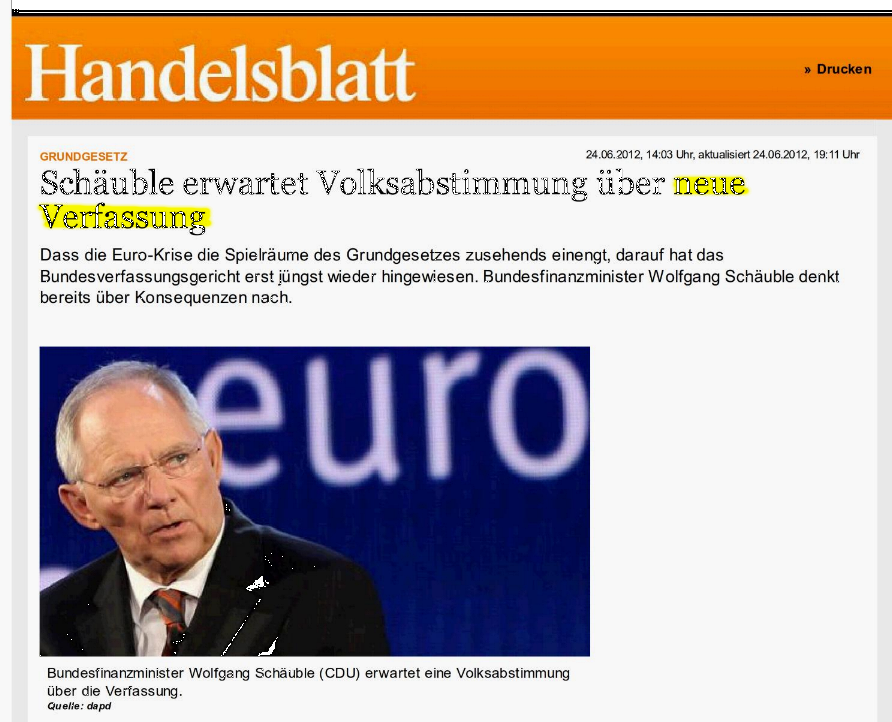 Handelsblatt
» Drucken
GRUNDGESETZ
24.06.2012, 14:03 Uhr, aktualisiert 24.06.2012, 19:11 Uhr
Schäuble erwartet Volksabstimmung über neue
Verfassung
Dass die Euro-Krise die Spielräume des Grundgesetzes zusehends einengt, darauf hat das
Bundesverfassungsgericht erst jüngst wieder hingewiesen. Bundesfinanzminister Wolfgang Schäuble denkt
bereits über Konsequenzen nach.
euro
Bundesfinanzminister Wolfgang Schäuble (CDU) erwartet eine Volksabstimmung
über die Verfassung.
Quelle: dapd